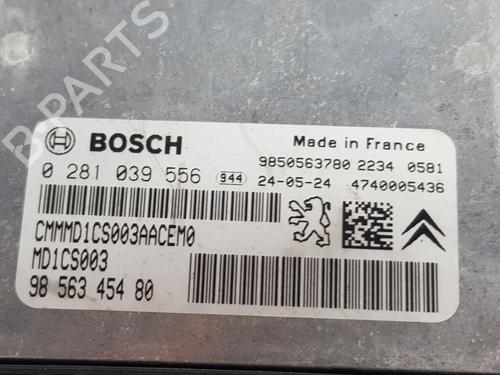 B PARTS
BOSCH
Made in France
9850563780 2234 0581
0 281 039 556 944 24-05-24 4740005436
CMMMD1CS003AACEM0
MD1CS003
98 563 454 80